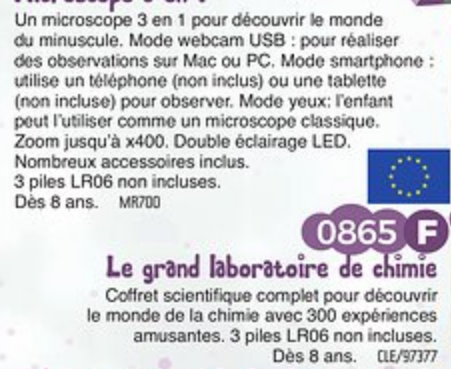 Microscope 3 en 1
Un microscope 3 en 1 pour découvrir le monde
du minuscule. Mode webcam USB : pour réaliser
des observations sur Mac ou PC. Mode smartphone :
utilise un téléphone (non inclus) ou une tablette
(non incluse) pour observer. Mode yeux: l'enfant
peut l'utiliser comme un microscope classique.
Zoom jusqu'à x400. Double éclairage LED.
Nombreux accessoires inclus.
3 piles LR06 non incluses.
Dès 8 ans. MR700
0865 F
Le grand laboratoire de chimie
Coffret scientifique complet pour découvrir
le monde de la chimie avec 300 expériences
amusantes. 3 piles LR06 non incluses.
Dès 8 ans. CLE/97377